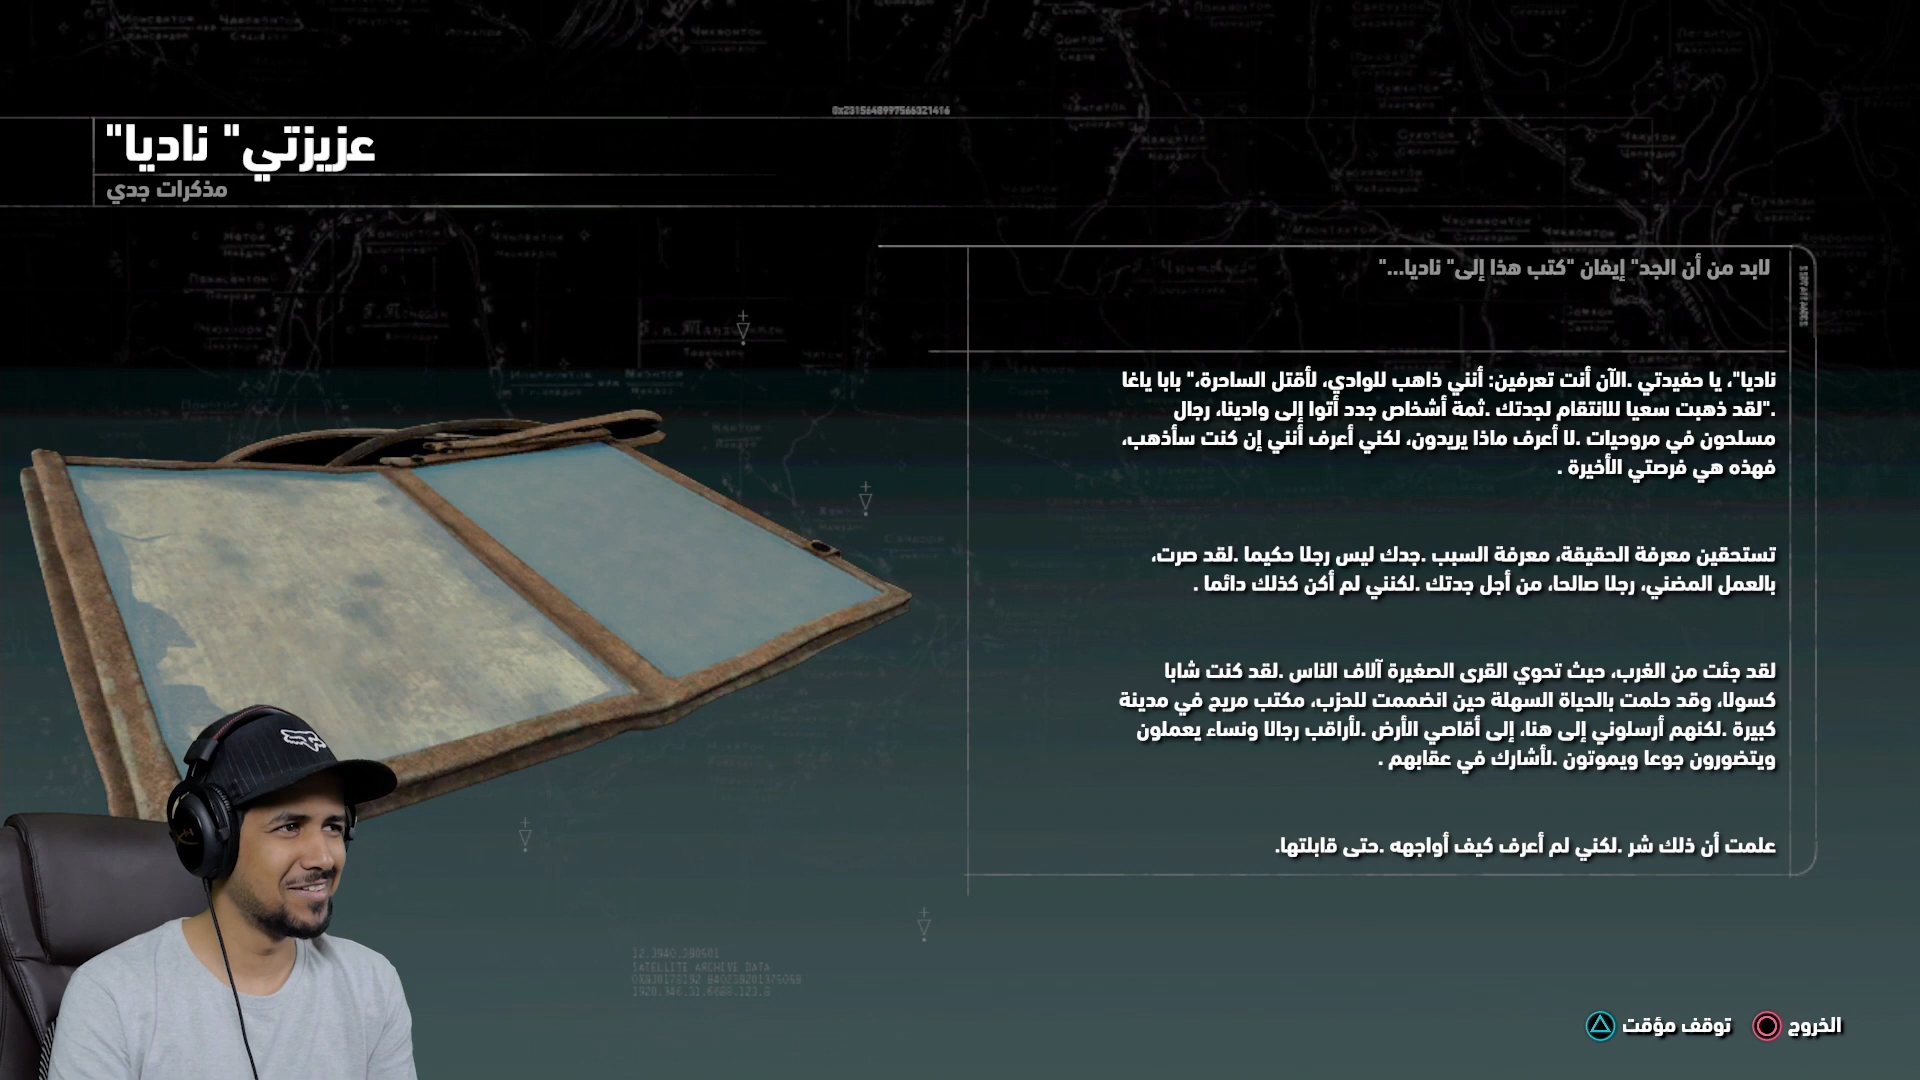 0x2315648997566321416
عزيزتي" ناديا"
مذكرات جدي
لابد من أن الجد" إيفان "كتب هذا إلى" ناديا..."
ناديا"، يا حفيدتي .الآن أنت تعرفين: أنني ذاهب للوادي، لأقتل الساحرة،" بابا ياغا
."لقد ذهبت سعيا للانتقام لجدتك .ثمة أشخاص جدد أتوا إلى وادينا، رجال
مسلحون في مروحيات .لا أعرف ماذا يريدون، لكني أعرف أنني إن كنت سأذهب،
فهذه هي فرصتي الأخيرة .
تستحقين معرفة الحقيقة، معرفة السبب .جدك ليس رجلا حكيما .لقد صرت،
بالعمل المضني، رجلا صالحا، من أجل جدتك .لكنني لم أكن كذلك دائما .
لقد جئت من الغرب، حيث تحوي القرى الصغيرة آلاف الناس .لقد كنت شابا
كسولا، وقد حلمت بالحياة السهلة حين انضممت للحزب، مكتب مريح في مدينة
كبيرة .لكنهم أرسلوني إلى هنا، إلى أقاصي الأرض .لأراقب رجالا ونساء يعملون
ويتضورون جوعا ويموتون .لأشارك في عقابهم .
علمت أن ذلك شر .لكني لم أعرف كيف أواجهه .حتى قابلتها.
SATELLITE ARCHIVE DATA
الخروج
توقف مؤقت